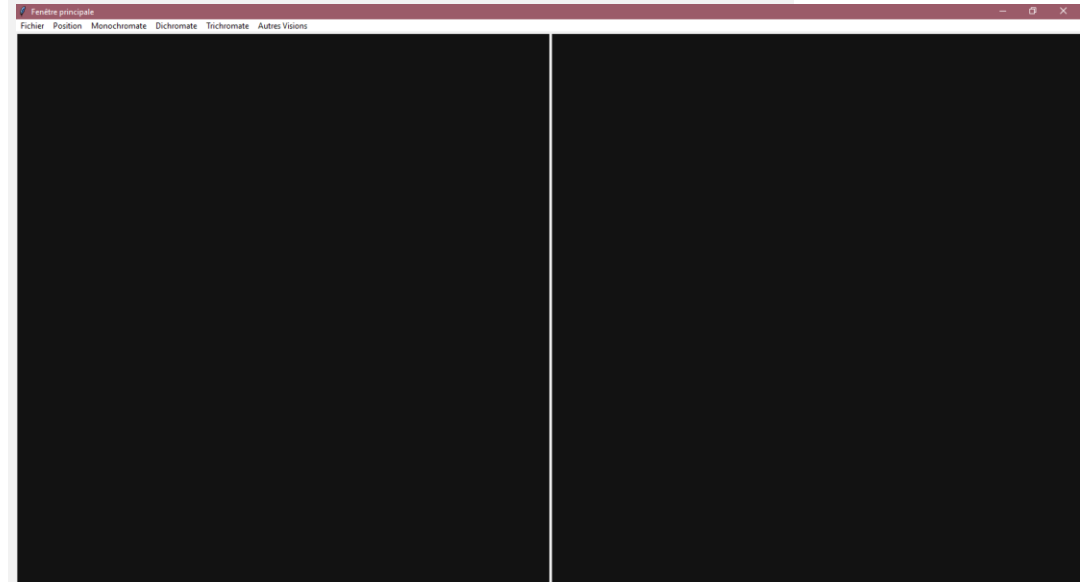 Fenêtre principale
Fichier Position Monochromate Dichromate Trichromate Autres Visions